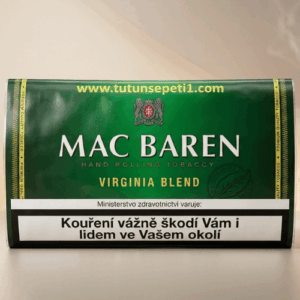 www.tutunsepeti1.com
MAC BAREN
HAND ROLLING TOBACCY
VIRGINIA BLEND
Ministerstvo zdravotnictví varuje:
Kouření vážně škodí Vám i
lidem ve Vašem okolí